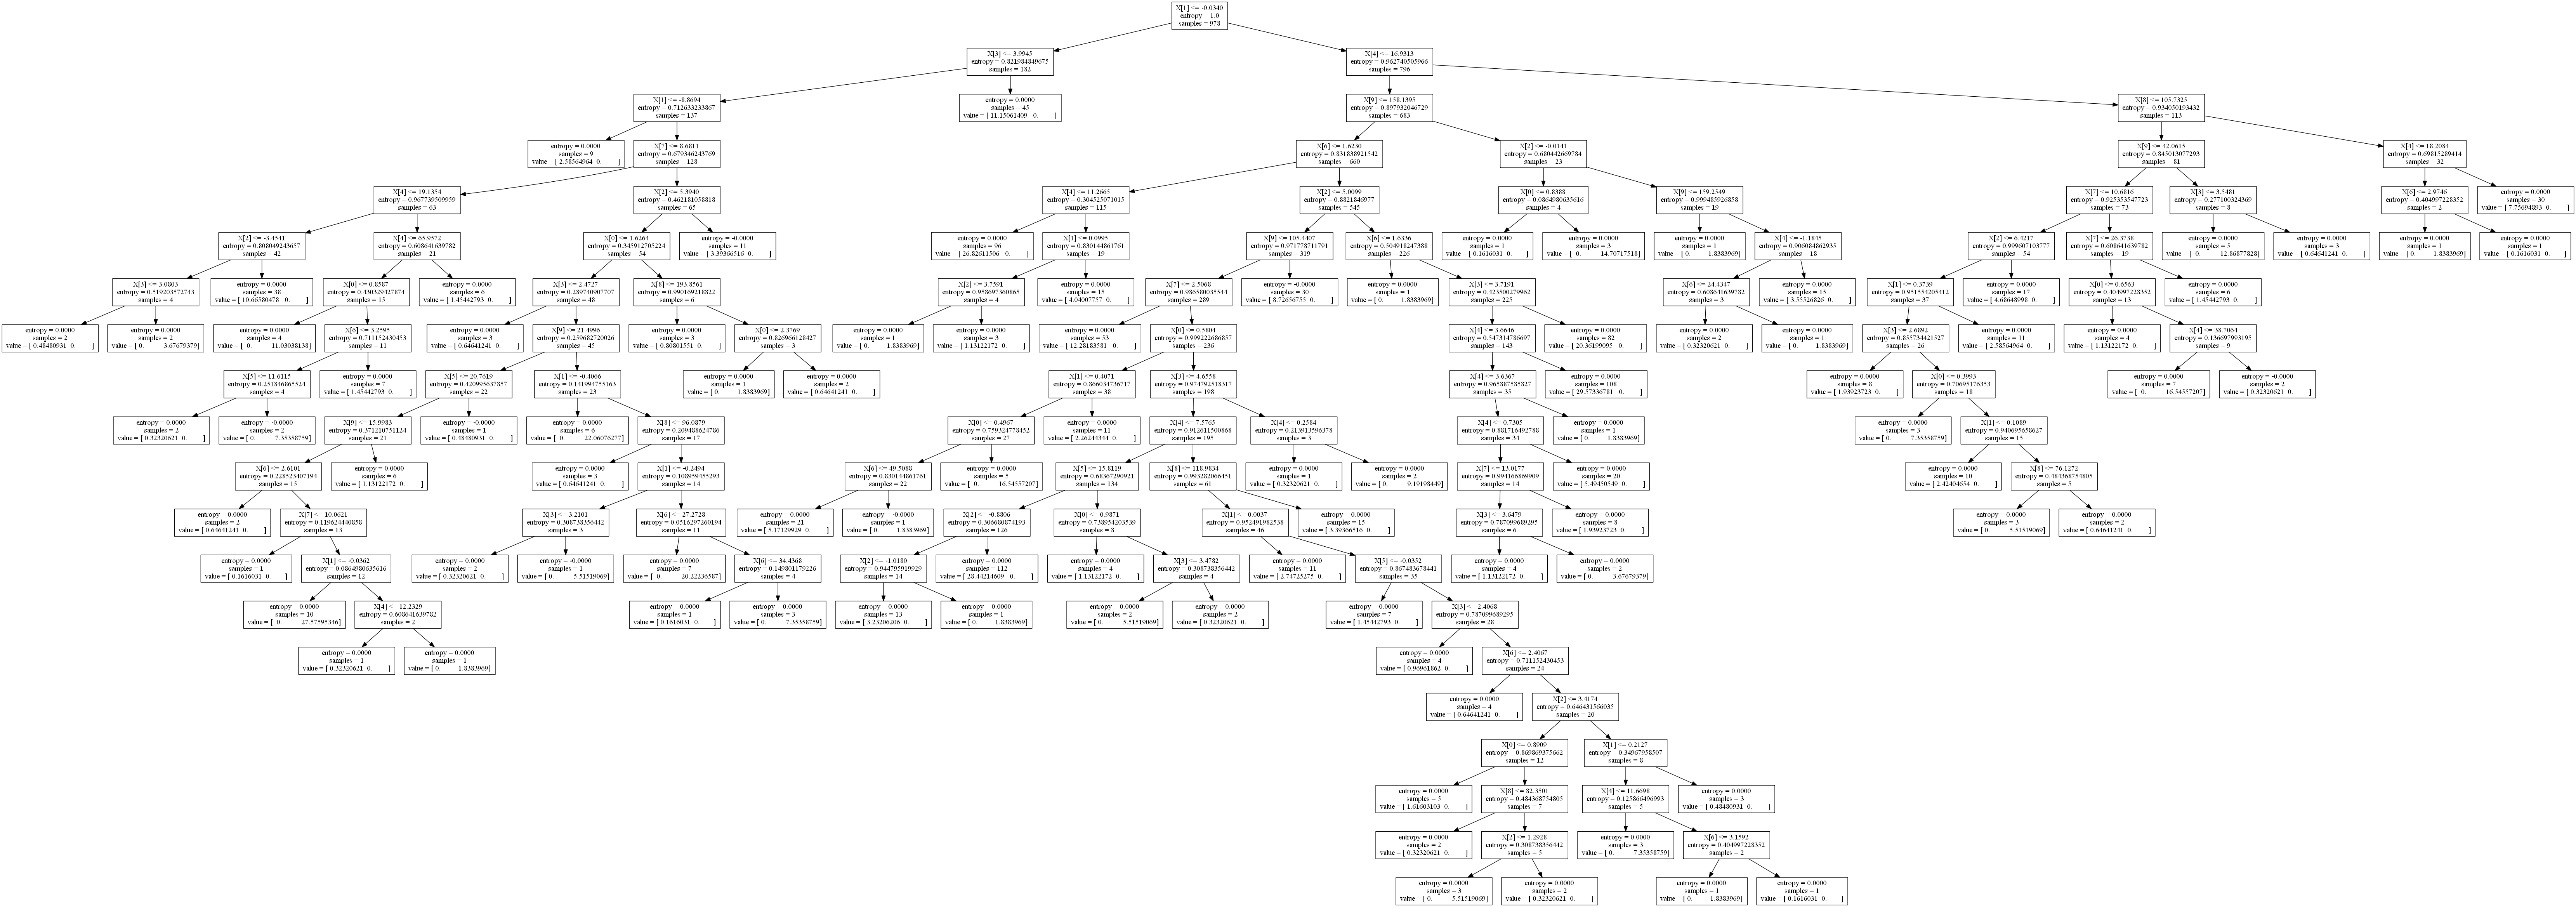 X[1] <= -0.0340
entropy = 1.0
samples = 978
X[3] <= 3.9945
entropy = 0.821984849675
samples = 182
X[4] <= 16.9313
entropy = 0.962740505966
samples = 796
X[1] <= -8.8694
entropy = 0.712633233867
samples = 137
entropy = 0.0000
samples = 45
value = [ 11.15061409   0.        ]
X[9] <= 158.1395
entropy = 0.897932046729
samples = 683
X[8] <= 105.7325
entropy = 0.934050193432
samples = 113
entropy = 0.0000
samples = 9
value = [ 2.58564964  0.        ]
X[7] <= 8.6811
entropy = 0.679346243769
samples = 128
X[6] <= 1.6230
entropy = 0.831838921542
samples = 660
X[2] <= -0.0141
entropy = 0.680442669784
samples = 23
X[9] <= 42.0615
entropy = 0.845013077293
samples = 81
X[4] <= 18.2084
entropy = 0.69815289414
samples = 32
X[4] <= 19.1354
entropy = 0.967739509959
samples = 63
X[2] <= 5.3940
entropy = 0.462181058818
samples = 65
X[4] <= 11.2665
entropy = 0.304525071015
samples = 115
X[2] <= 5.0099
entropy = 0.8821846977
samples = 545
X[0] <= 0.8388
entropy = 0.0864980635616
samples = 4
X[9] <= 159.2549
entropy = 0.999485926858
samples = 19
X[7] <= 10.6816
entropy = 0.925353547723
samples = 73
X[3] <= 3.5481
entropy = 0.277100324369
samples = 8
X[6] <= 2.9746
entropy = 0.404997228352
samples = 2
entropy = 0.0000
samples = 30
value = [ 7.75694893  0.        ]
X[2] <= -3.4541
entropy = 0.808049243657
samples = 42
X[4] <= 65.9572
entropy = 0.608641639782
samples = 21
X[0] <= 1.6264
entropy = 0.345912705224
samples = 54
entropy = -0.0000
samples = 11
value = [ 3.39366516  0.        ]
entropy = 0.0000
samples = 96
value = [ 26.82611506   0.        ]
X[1] <= 0.0995
entropy = 0.830144861761
samples = 19
X[9] <= 105.4407
entropy = 0.971778711791
samples = 319
X[6] <= 1.6336
entropy = 0.504918247388
samples = 226
entropy = 0.0000
samples = 1
value = [ 0.1616031  0.       ]
entropy = 0.0000
samples = 3
value = [  0.          14.70717518]
entropy = 0.0000
samples = 1
value = [ 0.         1.8383969]
X[4] <= -1.1845
entropy = 0.906084862935
samples = 18
X[2] <= 6.4217
entropy = 0.999607103777
samples = 54
X[7] <= 26.3738
entropy = 0.608641639782
samples = 19
entropy = 0.0000
samples = 5
value = [  0.          12.86877828]
entropy = 0.0000
samples = 3
value = [ 0.64641241  0.        ]
entropy = 0.0000
samples = 1
value = [ 0.         1.8383969]
entropy = 0.0000
samples = 1
value = [ 0.1616031  0.       ]
X[3] <= 3.0803
entropy = 0.519203572743
samples = 4
entropy = 0.0000
samples = 38
value = [ 10.66580478   0.        ]
X[0] <= 0.8587
entropy = 0.430329427874
samples = 15
entropy = 0.0000
samples = 6
value = [ 1.45442793  0.        ]
X[3] <= 2.4727
entropy = 0.289740907707
samples = 48
X[8] <= 193.8561
entropy = 0.990169218822
samples = 6
X[2] <= 3.7591
entropy = 0.958697360865
samples = 4
entropy = 0.0000
samples = 15
value = [ 4.04007757  0.        ]
X[7] <= 2.5068
entropy = 0.986580035544
samples = 289
entropy = -0.0000
samples = 30
value = [ 8.72656755  0.        ]
entropy = 0.0000
samples = 1
value = [ 0.         1.8383969]
X[3] <= 3.7191
entropy = 0.423500279962
samples = 225
X[6] <= 24.4347
entropy = 0.608641639782
samples = 3
entropy = 0.0000
samples = 15
value = [ 3.55526826  0.        ]
X[1] <= 0.3739
entropy = 0.951554205412
samples = 37
entropy = 0.0000
samples = 17
value = [ 4.68648998  0.        ]
X[0] <= 0.6563
entropy = 0.404997228352
samples = 13
entropy = 0.0000
samples = 6
value = [ 1.45442793  0.        ]
entropy = 0.0000
samples = 2
value = [ 0.48480931  0.        ]
entropy = 0.0000
samples = 2
value = [ 0.          3.67679379]
entropy = 0.0000
samples = 4
value = [  0.          11.03038138]
X[6] <= 3.2595
entropy = 0.711152430453
samples = 11
entropy = 0.0000
samples = 3
value = [ 0.64641241  0.        ]
X[9] <= 21.4996
entropy = 0.259682720026
samples = 45
entropy = 0.0000
samples = 3
value = [ 0.80801551  0.        ]
X[0] <= 2.3769
entropy = 0.826966128427
samples = 3
entropy = 0.0000
samples = 1
value = [ 0.         1.8383969]
entropy = 0.0000
samples = 3
value = [ 1.13122172  0.        ]
entropy = 0.0000
samples = 53
value = [ 12.28183581   0.        ]
X[0] <= 0.5804
entropy = 0.999222686857
samples = 236
X[4] <= 3.6646
entropy = 0.547314786697
samples = 143
entropy = 0.0000
samples = 82
value = [ 20.36199095   0.        ]
entropy = 0.0000
samples = 2
value = [ 0.32320621  0.        ]
entropy = 0.0000
samples = 1
value = [ 0.         1.8383969]
X[3] <= 2.6892
entropy = 0.855734421527
samples = 26
entropy = 0.0000
samples = 11
value = [ 2.58564964  0.        ]
entropy = 0.0000
samples = 4
value = [ 1.13122172  0.        ]
X[4] <= 38.7064
entropy = 0.136697993195
samples = 9
X[5] <= 11.6115
entropy = 0.251846865524
samples = 4
entropy = 0.0000
samples = 7
value = [ 1.45442793  0.        ]
X[5] <= 20.7619
entropy = 0.420995637857
samples = 22
X[1] <= -0.4066
entropy = 0.141994755163
samples = 23
entropy = 0.0000
samples = 1
value = [ 0.         1.8383969]
entropy = 0.0000
samples = 2
value = [ 0.64641241  0.        ]
X[1] <= 0.4071
entropy = 0.866034736717
samples = 38
X[3] <= 4.6558
entropy = 0.974792518317
samples = 198
X[4] <= 3.6367
entropy = 0.965887585827
samples = 35
entropy = 0.0000
samples = 108
value = [ 29.57336781   0.        ]
entropy = 0.0000
samples = 8
value = [ 1.93923723  0.        ]
X[0] <= 0.3993
entropy = 0.70695176353
samples = 18
entropy = 0.0000
samples = 7
value = [  0.          16.54557207]
entropy = -0.0000
samples = 2
value = [ 0.32320621  0.        ]
entropy = 0.0000
samples = 2
value = [ 0.32320621  0.        ]
entropy = -0.0000
samples = 2
value = [ 0.          7.35358759]
X[9] <= 15.9983
entropy = 0.371210751124
samples = 21
entropy = -0.0000
samples = 1
value = [ 0.48480931  0.        ]
entropy = 0.0000
samples = 6
value = [  0.          22.06076277]
X[8] <= 96.0879
entropy = 0.209488624786
samples = 17
X[0] <= 0.4967
entropy = 0.759324778452
samples = 27
entropy = 0.0000
samples = 11
value = [ 2.26244344  0.        ]
X[4] <= 7.5765
entropy = 0.912611500868
samples = 195
X[4] <= 0.2584
entropy = 0.213913596378
samples = 3
X[4] <= 0.7305
entropy = 0.881716492788
samples = 34
entropy = 0.0000
samples = 1
value = [ 0.         1.8383969]
entropy = 0.0000
samples = 3
value = [ 0.          7.35358759]
X[1] <= 0.1089
entropy = 0.940695658627
samples = 15
X[6] <= 2.6101
entropy = 0.228523407194
samples = 15
entropy = 0.0000
samples = 6
value = [ 1.13122172  0.        ]
entropy = 0.0000
samples = 3
value = [ 0.64641241  0.        ]
X[1] <= -0.2494
entropy = 0.108959455293
samples = 14
X[6] <= 49.5088
entropy = 0.830144861761
samples = 22
entropy = 0.0000
samples = 5
value = [  0.          16.54557207]
X[5] <= 15.8119
entropy = 0.68367290921
samples = 134
X[8] <= 118.9834
entropy = 0.993282066451
samples = 61
entropy = 0.0000
samples = 1
value = [ 0.32320621  0.        ]
entropy = 0.0000
samples = 2
value = [ 0.          9.19198449]
X[7] <= 13.0177
entropy = 0.994166869909
samples = 14
entropy = 0.0000
samples = 20
value = [ 5.49450549  0.        ]
entropy = 0.0000
samples = 10
value = [ 2.42404654  0.        ]
X[8] <= 76.1272
entropy = 0.484368754805
samples = 5
entropy = 0.0000
samples = 2
value = [ 0.64641241  0.        ]
X[7] <= 10.0621
entropy = 0.119624440858
samples = 13
X[3] <= 3.2101
entropy = 0.308738356442
samples = 3
X[6] <= 27.2728
entropy = 0.0516297260194
samples = 11
entropy = 0.0000
samples = 21
value = [ 5.17129929  0.        ]
entropy = -0.0000
samples = 1
value = [ 0.         1.8383969]
X[2] <= -0.8806
entropy = 0.306680874193
samples = 126
X[0] <= 0.9871
entropy = 0.738954203539
samples = 8
X[1] <= 0.0037
entropy = 0.952491982538
samples = 46
entropy = 0.0000
samples = 15
value = [ 3.39366516  0.        ]
X[3] <= 3.6479
entropy = 0.787099689295
samples = 6
entropy = 0.0000
samples = 8
value = [ 1.93923723  0.        ]
entropy = 0.0000
samples = 3
value = [ 0.          5.51519069]
entropy = 0.0000
samples = 2
value = [ 0.64641241  0.        ]
entropy = 0.0000
samples = 1
value = [ 0.1616031  0.       ]
X[1] <= -0.0362
entropy = 0.0864980635616
samples = 12
entropy = 0.0000
samples = 2
value = [ 0.32320621  0.        ]
entropy = -0.0000
samples = 1
value = [ 0.          5.51519069]
entropy = 0.0000
samples = 7
value = [  0.          20.22236587]
X[6] <= 34.4368
entropy = 0.149801179226
samples = 4
X[2] <= -1.0180
entropy = 0.944795919929
samples = 14
entropy = 0.0000
samples = 112
value = [ 28.44214609   0.        ]
entropy = 0.0000
samples = 4
value = [ 1.13122172  0.        ]
X[3] <= 3.4782
entropy = 0.308738356442
samples = 4
entropy = 0.0000
samples = 11
value = [ 2.74725275  0.        ]
X[5] <= -0.0352
entropy = 0.867483678441
samples = 35
entropy = 0.0000
samples = 4
value = [ 1.13122172  0.        ]
entropy = 0.0000
samples = 2
value = [ 0.          3.67679379]
entropy = 0.0000
samples = 10
value = [  0.          27.57595346]
X[4] <= 12.2329
entropy = 0.608641639782
samples = 2
entropy = 0.0000
samples = 1
value = [ 0.1616031  0.       ]
entropy = 0.0000
samples = 3
value = [ 0.          7.35358759]
entropy = 0.0000
samples = 13
value = [ 3.23206206  0.        ]
entropy = 0.0000
samples = 1
value = [ 0.         1.8383969]
entropy = 0.0000
samples = 2
value = [ 0.          5.51519069]
entropy = 0.0000
samples = 2
value = [ 0.32320621  0.        ]
entropy = 0.0000
samples = 7
value = [ 1.45442793  0.        ]
X[3] <= 2.4068
entropy = 0.787099689295
samples = 28
entropy = 0.0000
samples = 1
value = [ 0.32320621  0.        ]
entropy = 0.0000
samples = 1
value = [ 0.         1.8383969]
entropy = 0.0000
samples = 4
value = [ 0.96961862  0.        ]
X[6] <= 2.4067
entropy = 0.711152430453
samples = 24
entropy = 0.0000
samples = 4
value = [ 0.64641241  0.        ]
X[2] <= 3.4174
entropy = 0.646431566035
samples = 20
X[0] <= 0.8909
entropy = 0.869869375662
samples = 12
X[1] <= 0.2127
entropy = 0.34967958507
samples = 8
entropy = 0.0000
samples = 5
value = [ 1.61603103  0.        ]
X[8] <= 82.3501
entropy = 0.484368754805
samples = 7
X[4] <= 11.6698
entropy = 0.125866496993
samples = 5
entropy = 0.0000
samples = 3
value = [ 0.48480931  0.        ]
entropy = 0.0000
samples = 2
value = [ 0.32320621  0.        ]
X[2] <= 1.2928
entropy = 0.308738356442
samples = 5
entropy = 0.0000
samples = 3
value = [ 0.          7.35358759]
X[6] <= 3.1592
entropy = 0.404997228352
samples = 2
entropy = 0.0000
samples = 3
value = [ 0.          5.51519069]
entropy = 0.0000
samples = 2
value = [ 0.32320621  0.        ]
entropy = 0.0000
samples = 1
value = [ 0.         1.8383969]
entropy = 0.0000
samples = 1
value = [ 0.1616031  0.       ]